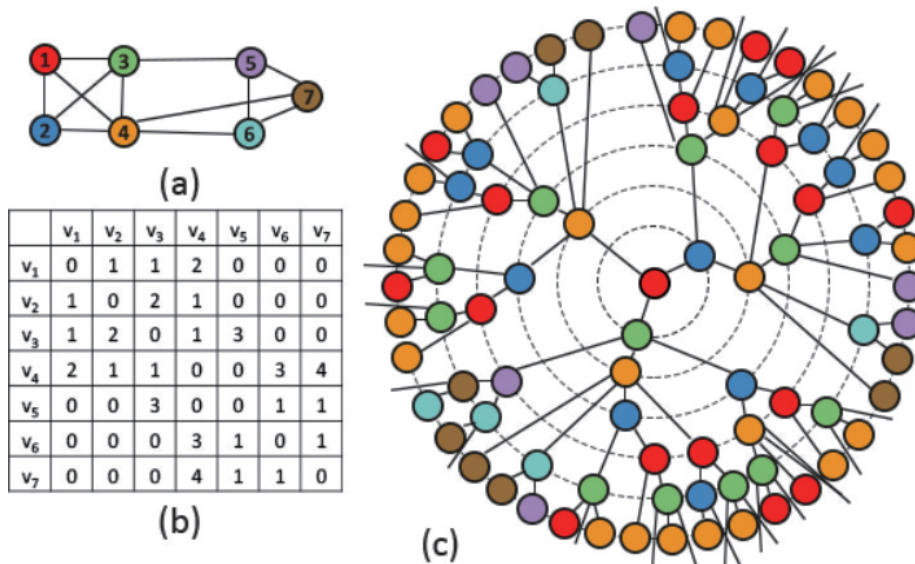 1 3 5 7
2 4 6
(a)
v1 v2 v3 v4 v5 v6 v7
v1 0 1 1 2 0 0 0
v2 1 0 2 1 0 0 0
v3 1 2 0 1 3 0 0
v4 2 1 1 0 0 3 4
v5 0 0 3 0 0 1 1
v6 0 0 0 3 1 0 1
v7 0 0 0 4 1 1 0
(b)
(c)